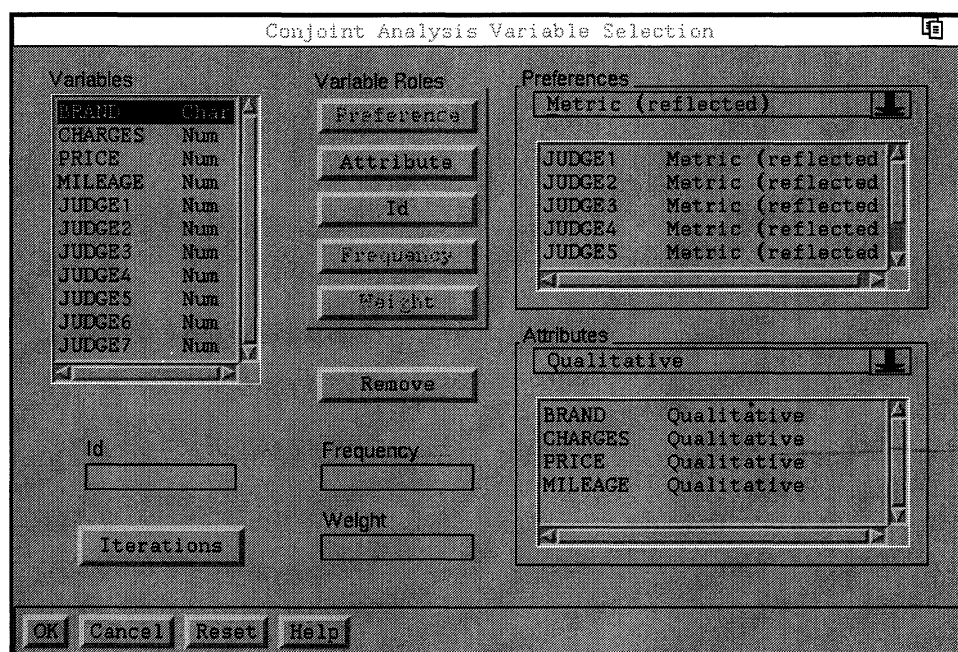 Conjoint Analysis Variable Selection
Variables
BRAND Char
CHARGES Num
PRICE Num
MILEAGE Num
JUDGE1 Num
JUDGE2 Num
JUDGE3 Num
JUDGE4 Num
JUDGE5 Num
JUDGE6 Num
JUDGE7 Num
Id
Iterations
Variable Roles
Preference
Attribute
Id
Frequency
Weight
Remove
Frequency
Weight
Preferences
Metric (reflected)
JUDGE1 Metric (reflected
JUDGE2 Metric (reflected
JUDGE3 Metric (reflected
JUDGE4 Metric (reflected
JUDGE5 Metric (reflected
Attributes
Qualitative
BRAND Qualitative
CHARGES Qualitative
PRICE Qualitative
MILEAGE Qualitative
OK Cancel Reset Help